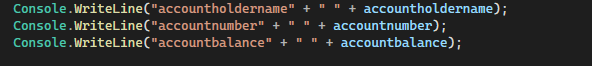 Console.WriteLine("accountholdername" + " " + accountholdername);
Console.WriteLine("accountnumber" + " " + accountnumber);
Console.WriteLine("accountbalance" + " " + accountbalance);